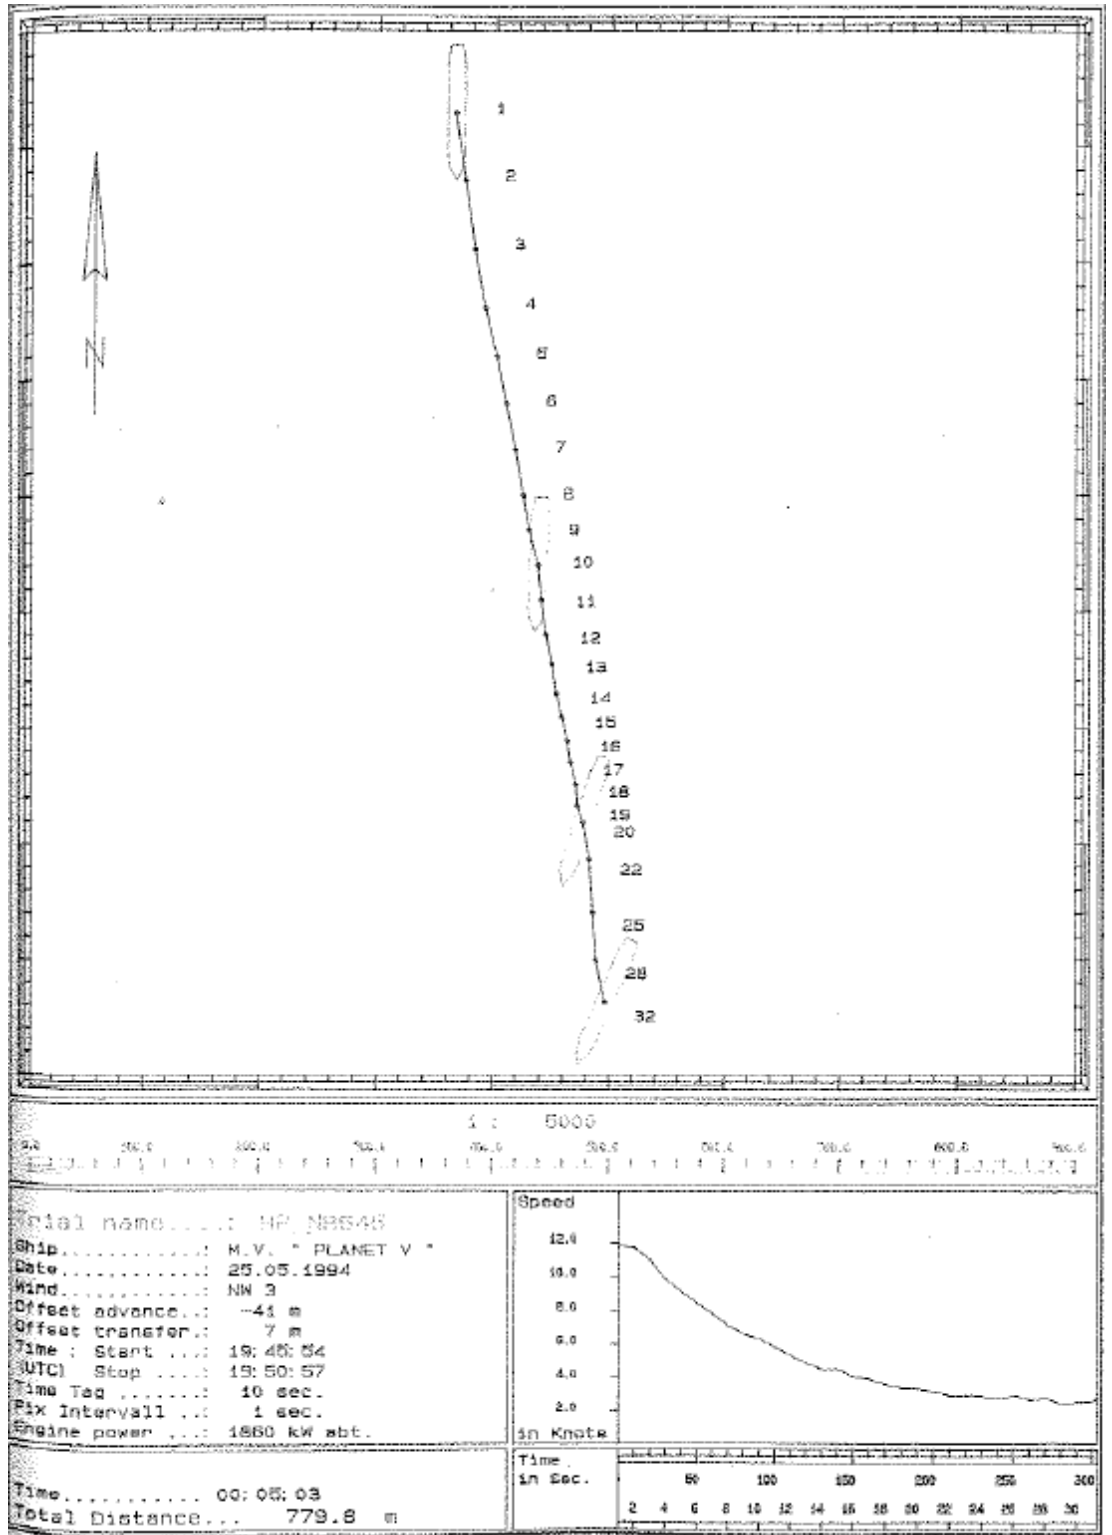 1
2
3
4
5
6
7
8
9
10
11
12
13
14
15
16
17
18
19
20
22
25
28
32
N
1 : 5000
Trial name....:
Ship............: M.V. " PLANET V "
Date............: 25.05.1994
Wind............: NW 3
Offset advance..: -41 m
Offset transfer.: 7 m
Time : Start ...: 19:45:54
(UTC) Stop ....: 19:50:57
Time Tag .......: 10 sec.
Fix Intervall ..: 1 sec.
Engine power ...: 1860 kW abt.
Time........... 00:05:03
Total Distance... 779.8 m
Speed
12.0
10.0
8.0
6.0
4.0
2.0
in Knots
Time
in Sec.
50 100 150 200 250 300
2 4 6 8 10 12 14 16 18 20 22 24 26 28 30